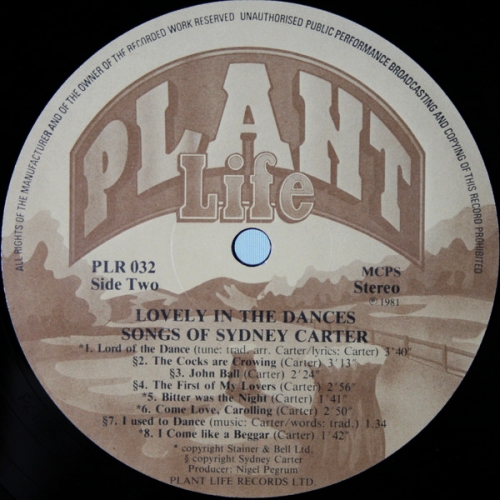 ALL RIGHTS OF THE MANUFACTURER AND OF THE OWNER OF THE RECORDED WORK RESERVED UNAUTHORISED PUBLIC PERFORMANCE BROADCASTING AND COPYING OF THIS RECORD PROHIBITED
PLANT
Life
PLR 032
Side Two
MCPS
Stereo
℗1981
LOVELY IN THE DANCES
SONGS OF SYDNEY CARTER
*1. Lord of the Dance (tune: trad. arr. Carter/lyrics: Carter) 3'40"
§2. The Cocks are Crowing (Carter) 3'13"
§3. John Ball (Carter) 2'24"
§4. The First of My Lovers (Carter) 2'56"
*5. Bitter was the Night (Carter) 1'41"
*6. Come Love, Carolling (Carter) 2'50"
§7. I used to Dance (music: Carter/words: trad.) 1.34
*8. I Come like a Beggar (Carter) 1'42"
* copyright Stainer & Bell Ltd.
§ copyright Sydney Carter
Producer: Nigel Pegrum
PLANT LIFE RECORDS LTD.